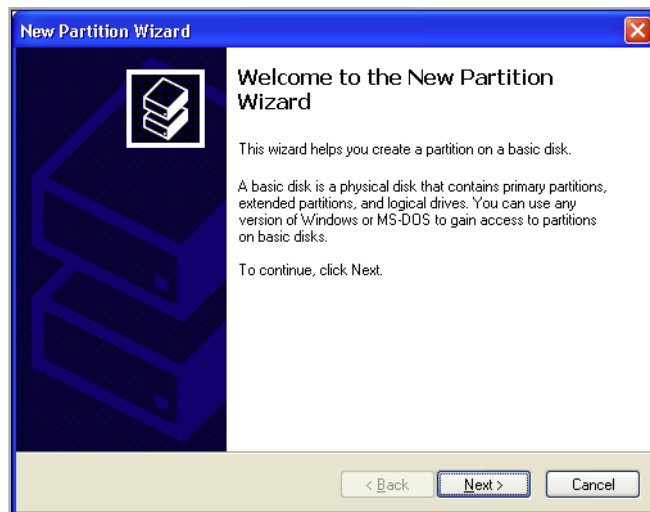 New Partition Wizard
Welcome to the New Partition
Wizard
This wizard helps you create a partition on a basic disk.
A basic disk is a physical disk that contains primary partitions,
extended partitions, and logical drives. You can use any
version of Windows or MS-DOS to gain access to partitions
on basic disks.
To continue, click Next.
< Back
Next >
Cancel